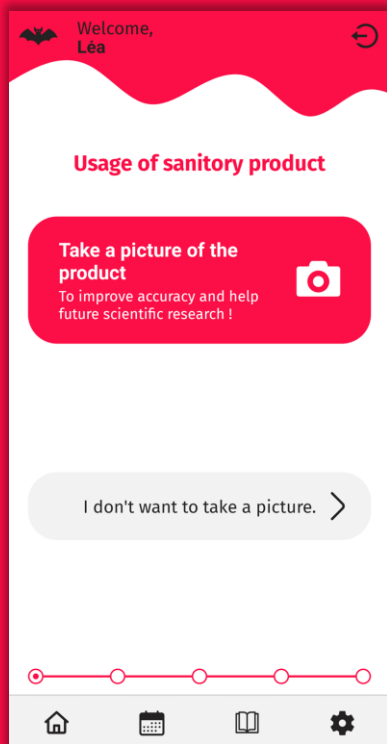 Welcome,
Léa
Usage of sanitory product
Take a picture of the
product
To improve accuracy and help
future scientific research !
I don't want to take a picture.